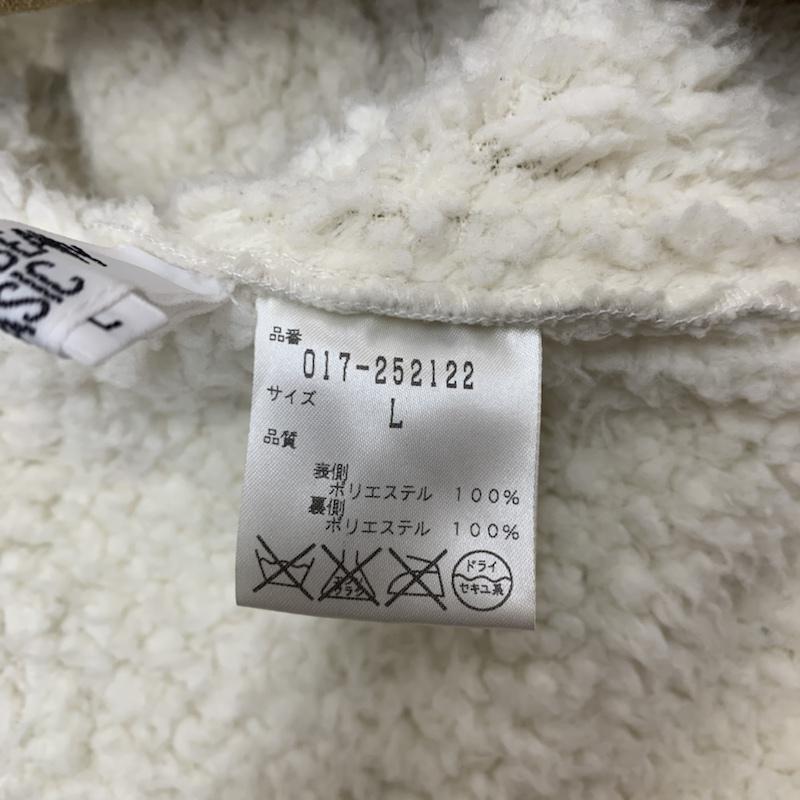 品番
017-252122
サイズ
L
品質
表側
ポリエステル 100%
裏側
ポリエステル 100%
ドライ
セキユ系
L